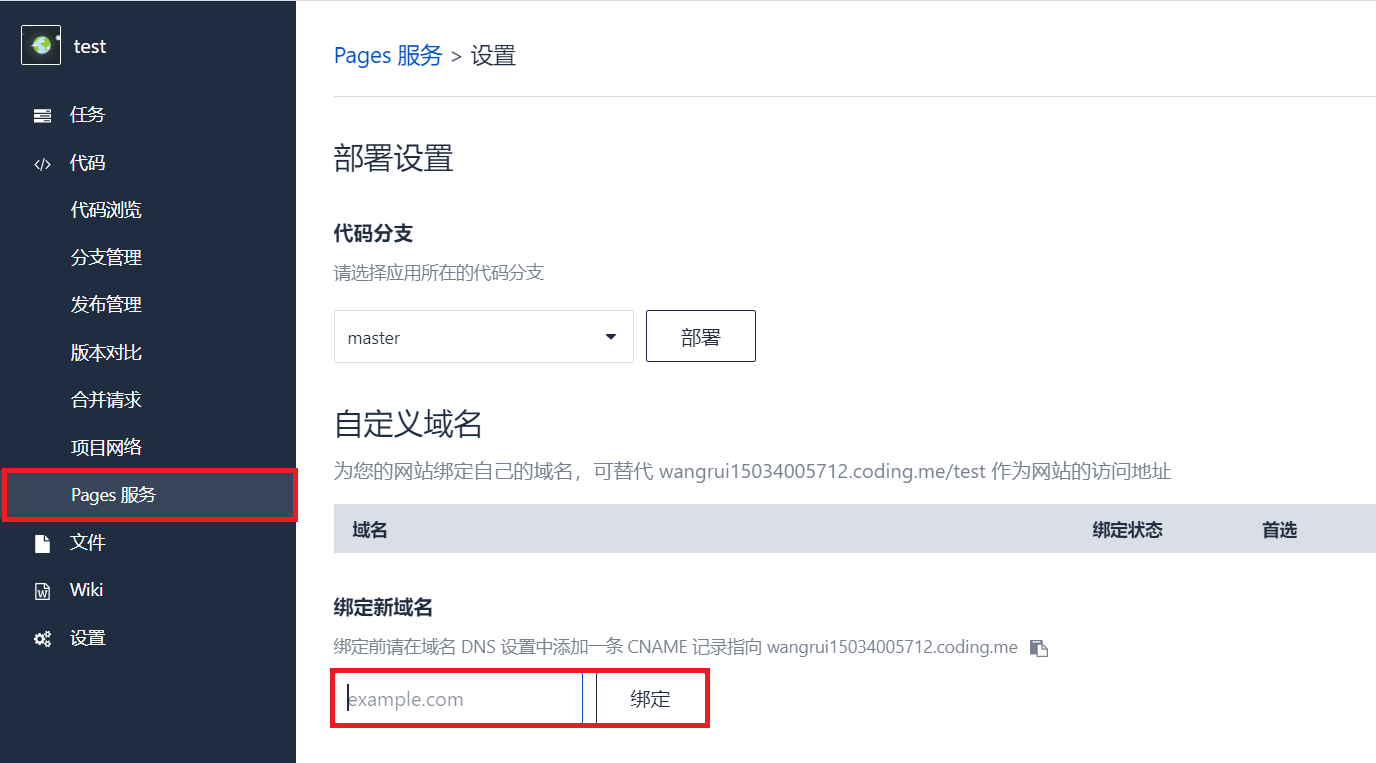 test
任务
代码
代码浏览
分支管理
发布管理
版本对比
合并请求
项目网络
Pages 服务
文件
Wiki
设置
Pages 服务 > 设置
部署设置
代码分支
请选择应用所在的代码分支
master
部署
自定义域名
为您的网站绑定自己的域名，可替代 wangrui15034005712.coding.me/test 作为网站的访问地址
域名 绑定状态 首选
绑定新域名
绑定前请在域名 DNS 设置中添加一条 CNAME 记录指向 wangrui15034005712.coding.me
example.com
绑定